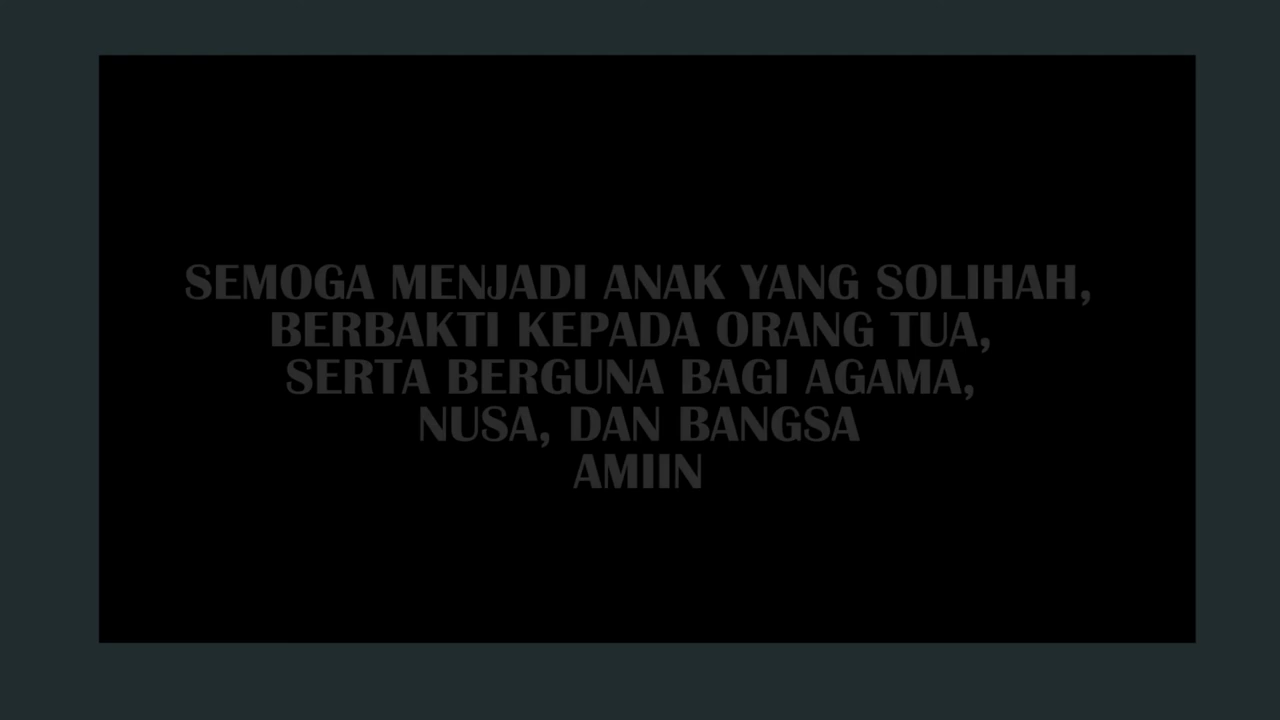 SEMOGA MENJADI ANAK YANG SOLIHAH,
BERBAKTI KEPADA ORANG TUA,
SERTA BERGUNA BAGI AGAMA,
NUSA, DAN BANGSA
AMIIN